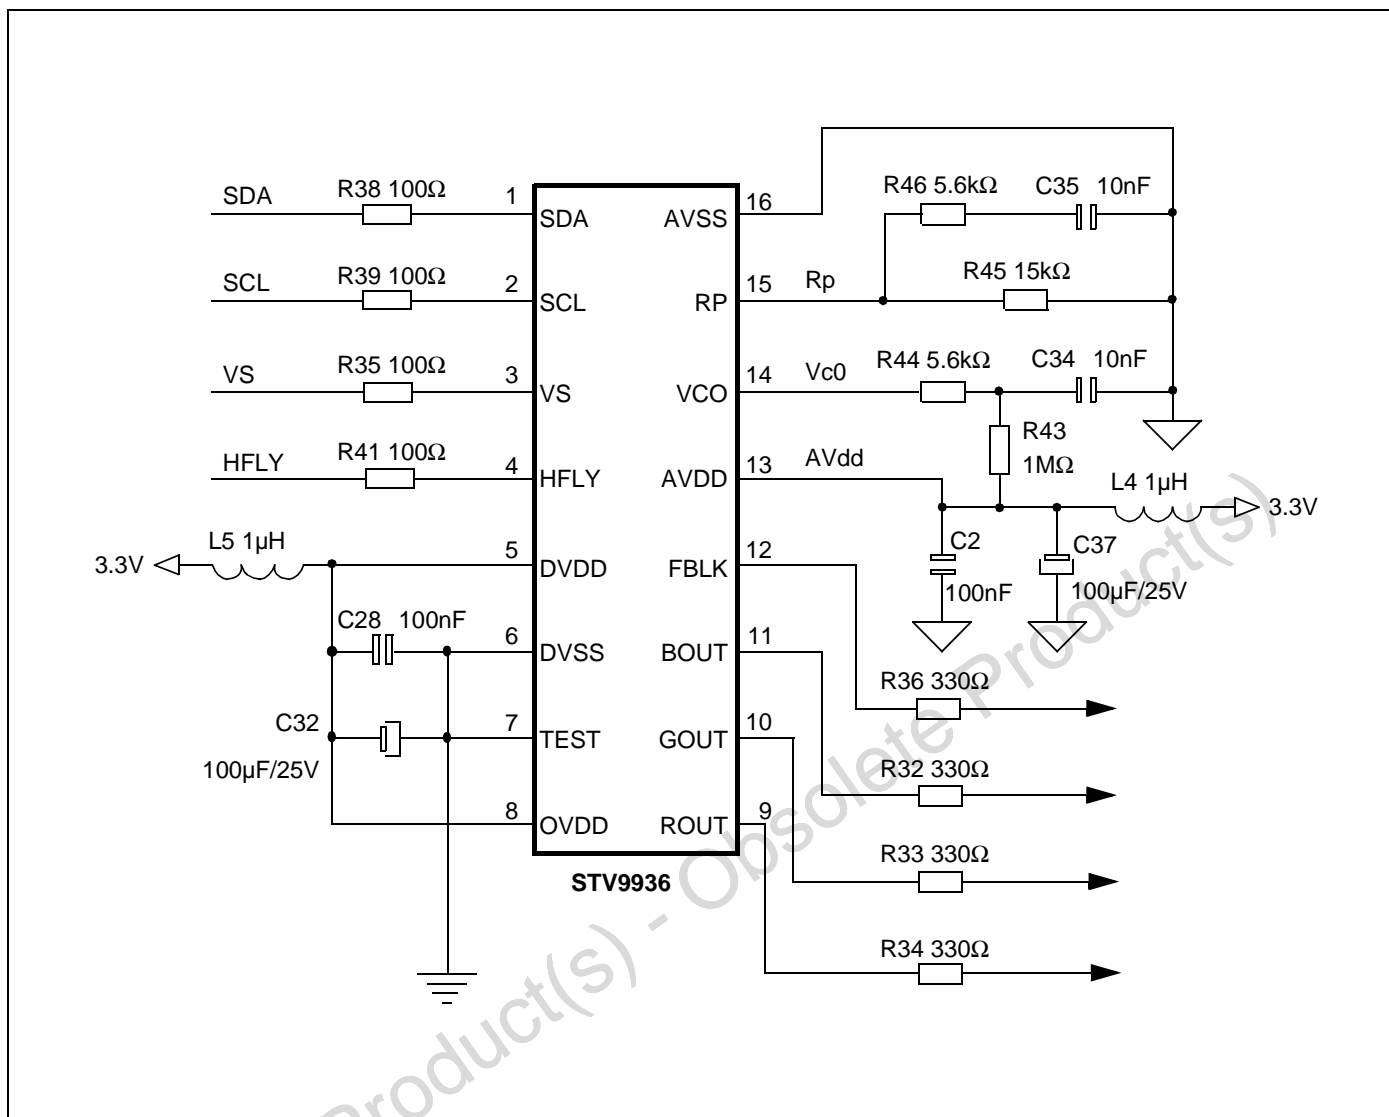 SDA
R38 100Ω
1
SDA
SCL
R39 100Ω
2
SCL
VS
R35 100Ω
3
VS
HFLY
R41 100Ω
4
HFLY
3.3V
L5 1µH
5
DVDD
C28 100nF
6
DVSS
C32
100µF/25V
7
TEST
8
OVDD
AVSS
16
R46 5.6kΩ
C35 10nF
RP
15
Rp
R45 15kΩ
VCO
14
Vc0
R44 5.6kΩ
C34 10nF
R43
1MΩ
AVDD
13
AVdd
L4 1µH
3.3V
C2
100nF
C37
100µF/25V
FBLK
12
R36 330Ω
BOUT
11
R32 330Ω
GOUT
10
R33 330Ω
ROUT
9
R34 330Ω
STV9936
Product(s) - Obsolete Product(s)